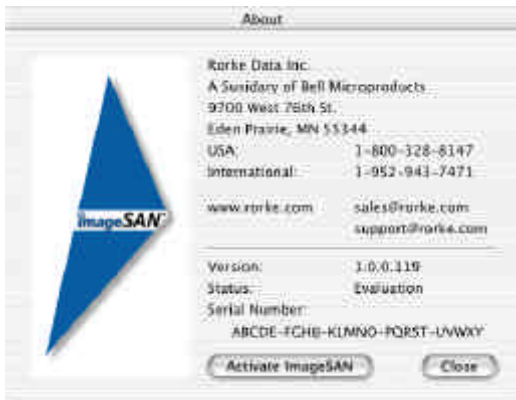 About
Rorke Data Inc.
A Susidary of Bell Microproducts
9700 West 76th St.
Eden Prairie, MN 55344
USA: 1-800-328-8147
International: 1-952-943-7471
www.rorke.com sales@rorke.com
support@rorke.com
imageSAN
Version: 1.0.0.119
Status: Evaluation
Serial Number:
ABCDE-FGHB-KLMNO-PQRST-UVWXY
Activate ImageSAN Close